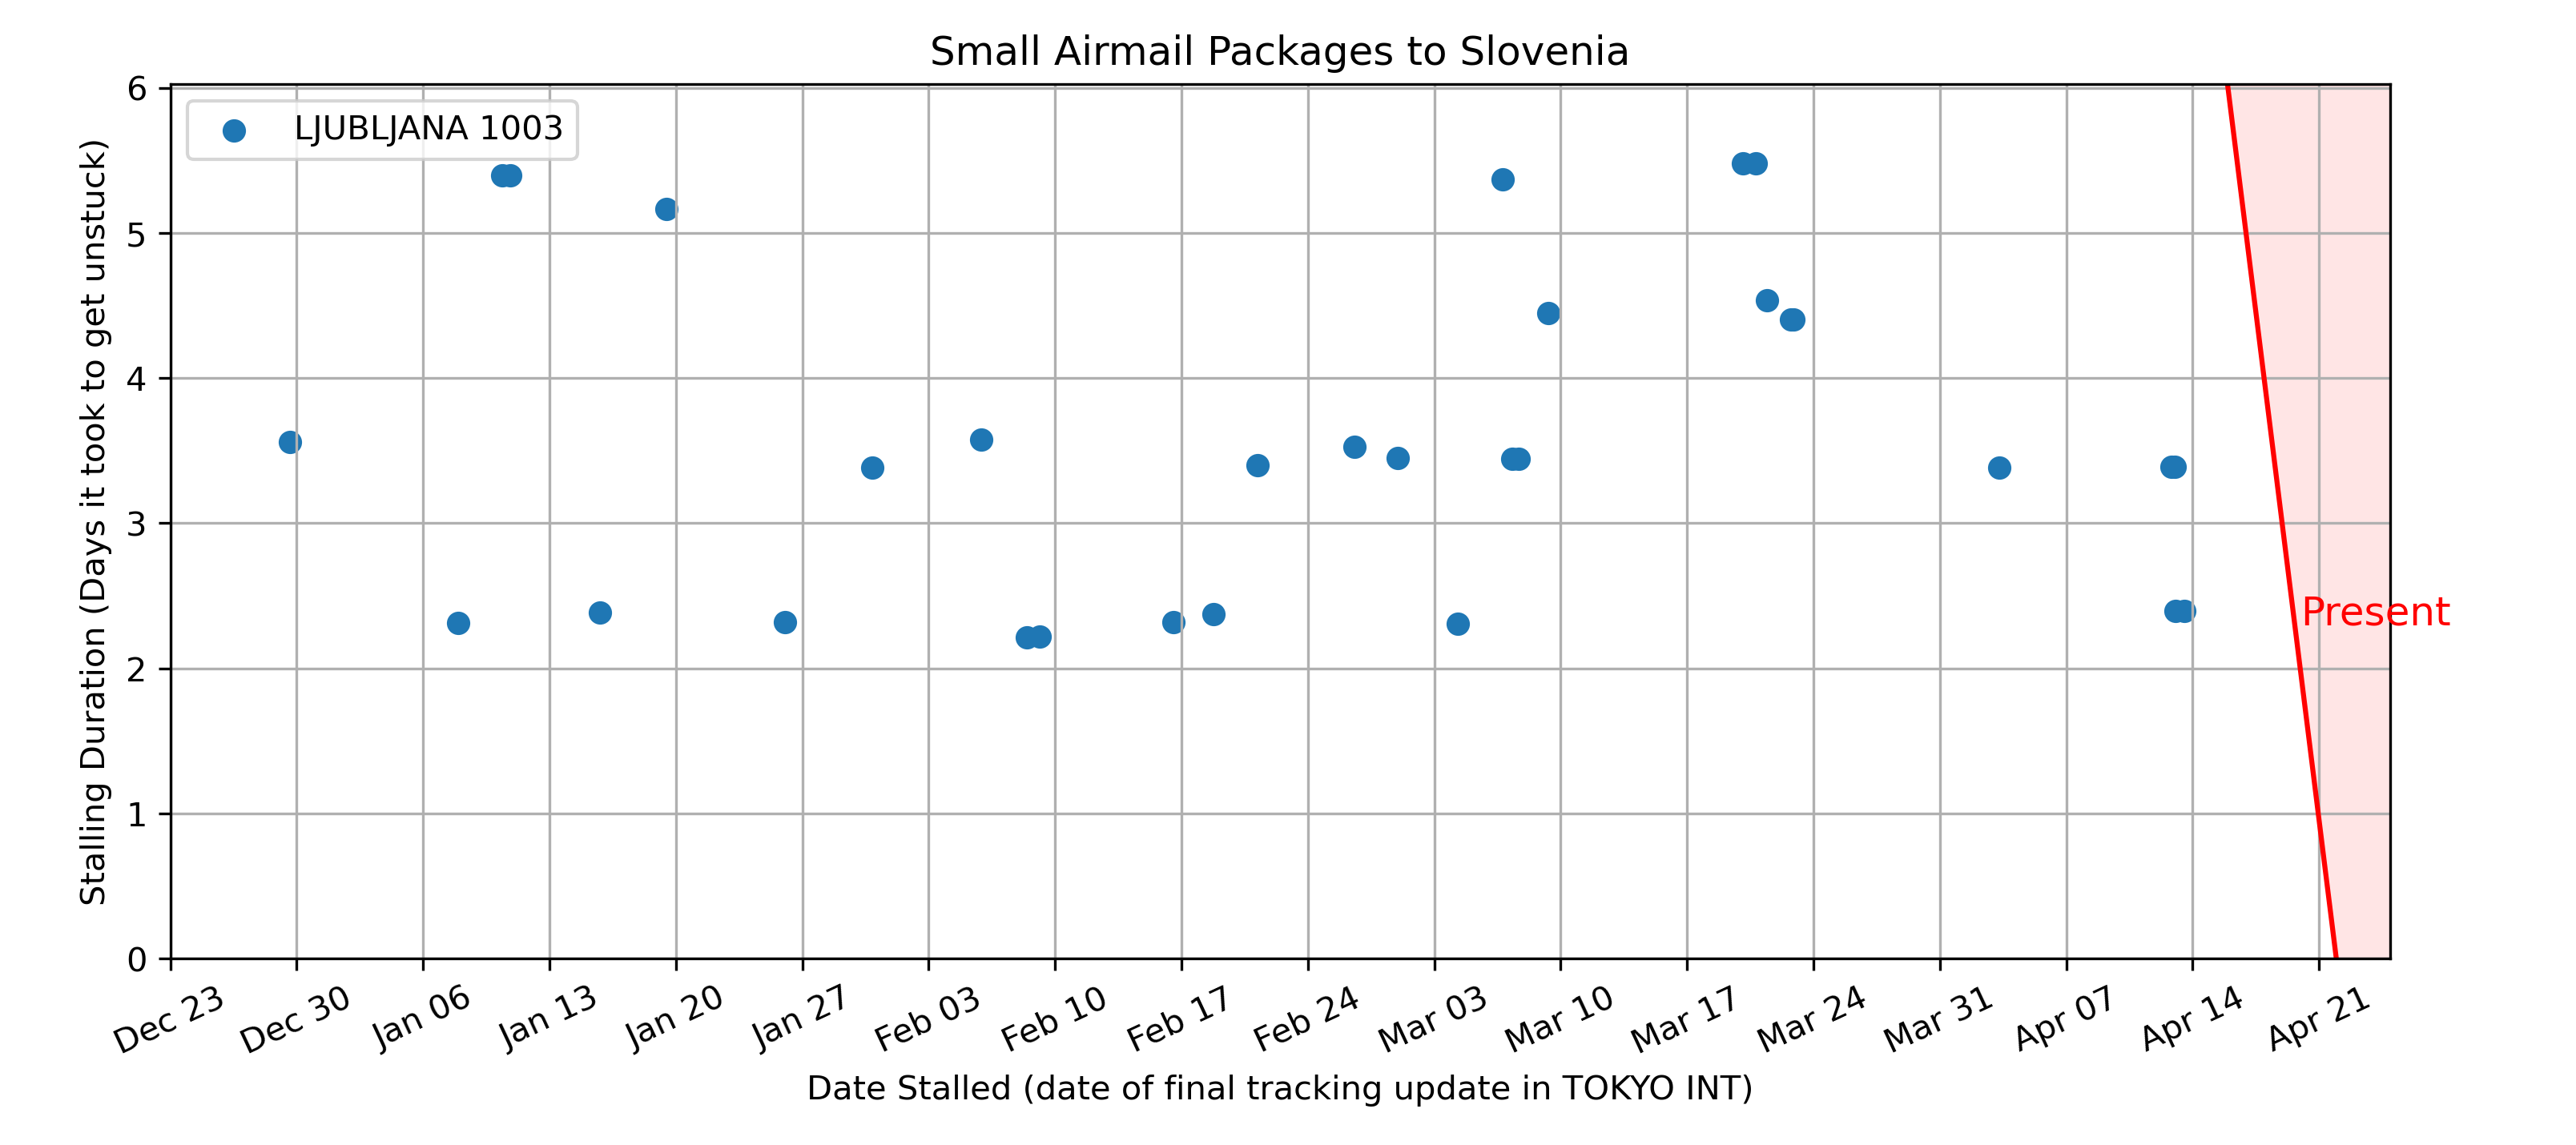 Small Airmail Packages to Slovenia
LJUBLJANA 1003
Stalling Duration (Days it took to get unstuck)
6
5
4
3
2
1
0
Present
Dec 23
Dec 30
Jan 06
Jan 13
Jan 20
Jan 27
Feb 03
Feb 10
Feb 17
Feb 24
Mar 03
Mar 10
Mar 17
Mar 24
Mar 31
Apr 07
Apr 14
Apr 21
Date Stalled (date of final tracking update in TOKYO INT)